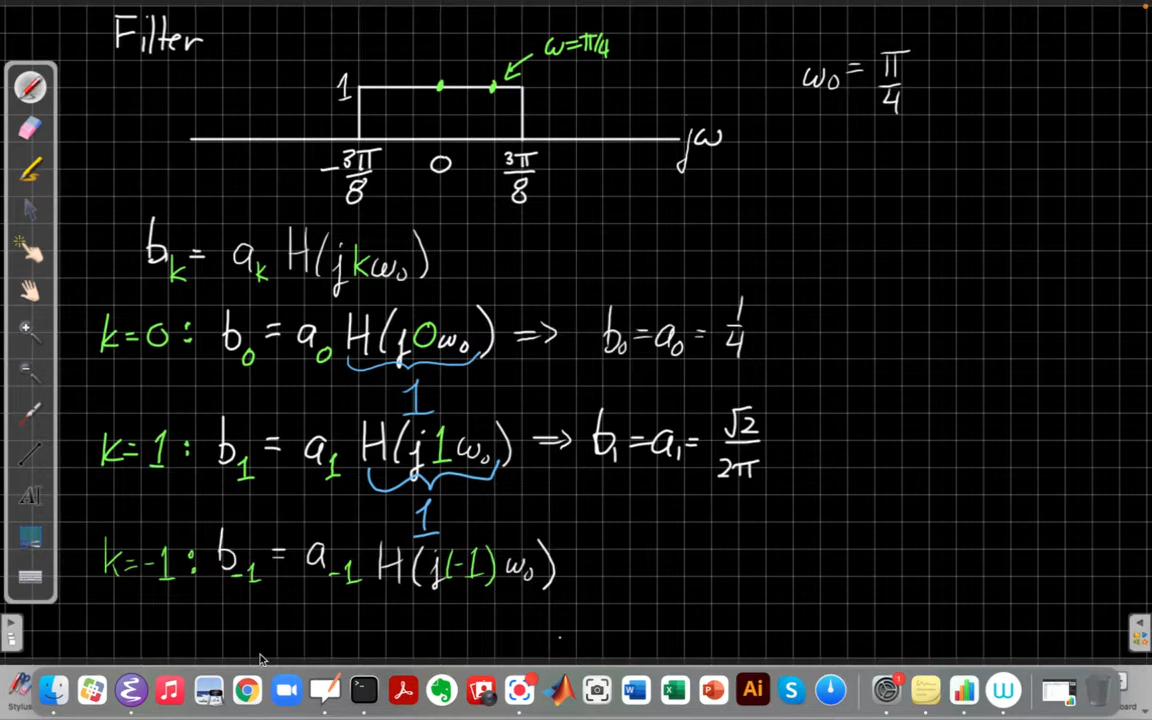 Filter
ω=π/4
ω₀ = π/4
1
jω
-3π/8 0 3π/8
b_k = a_k H(jkω₀)
k=0: b₀ = a₀ H(j0ω₀) => b₀=a₀ = 1/4
1
k=1: b₁ = a₁ H(j1ω₀) => b₁=a₁= √2/2π
1
k=-1: b₋₁ = a₋₁ H(j(-1)ω₀)